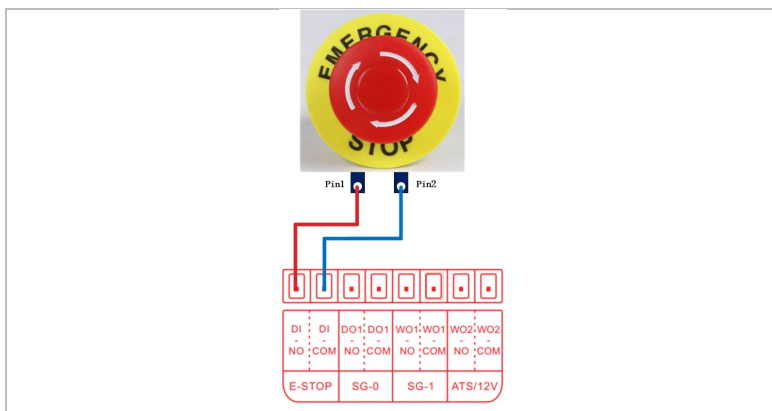 EMERGENCY
STOP
Pin1 Pin2
DI DI DO1 DO1 WO1 WO1 WO2 WO2
- - - - - - - -
NO COM NO COM NO COM NO COM
E-STOP SG-0 SG-1 ATS/12V